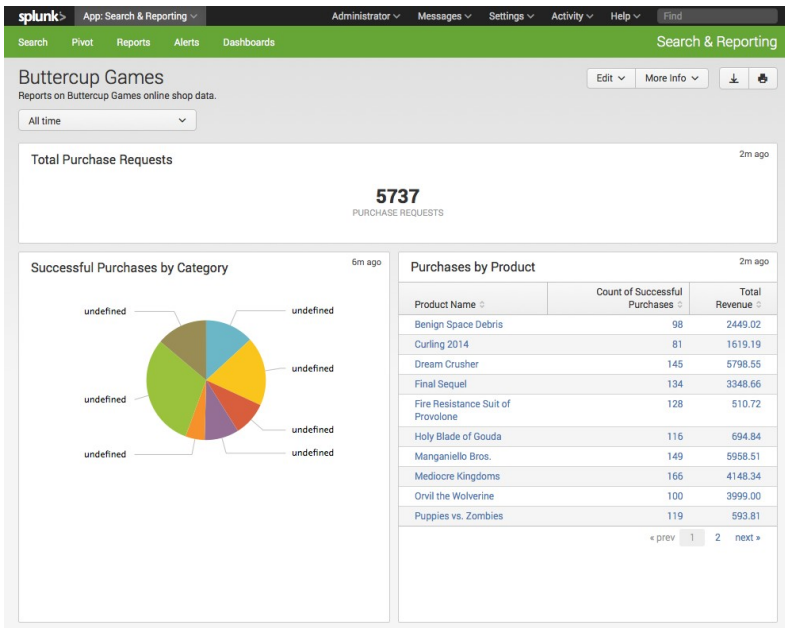 splunk> App: Search & Reporting Administrator Messages Settings Activity Help Find
Search Pivot Reports Alerts Dashboards Search & Reporting
Buttercup Games
Edit More Info
Reports on Buttercup Games online shop data.
All time
Total Purchase Requests
2m ago
5737
PURCHASE REQUESTS
Successful Purchases by Category
6m ago
undefined
undefined
undefined
undefined
undefined
undefined
undefined
Purchases by Product
2m ago
Product Name Count of Successful Purchases Total Revenue
Benign Space Debris 98 2449.02
Curling 2014 81 1619.19
Dream Crusher 145 5798.55
Final Sequel 134 3348.66
Fire Resistance Suit of
Provolone 128 510.72
Holy Blade of Gouda 116 694.84
Manganiello Bros. 149 5958.51
Mediocre Kingdoms 166 4148.34
Orvil the Wolverine 100 3999.00
Puppies vs. Zombies 119 593.81
« prev 1 2 next »